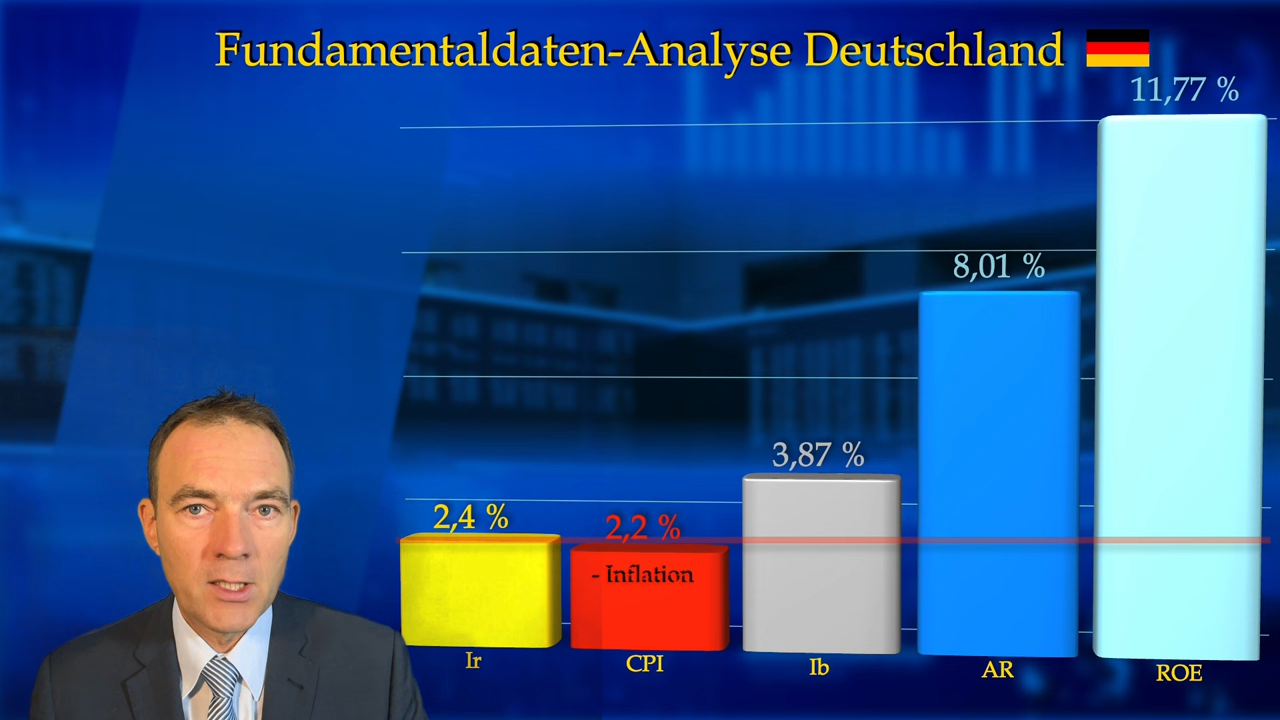 Fundamentaldaten-Analyse Deutschland
11,77 %
8,01 %
3,87 %
2,4 %
2,2 %
- Inflation
Ir
CPI
Ib
AR
ROE